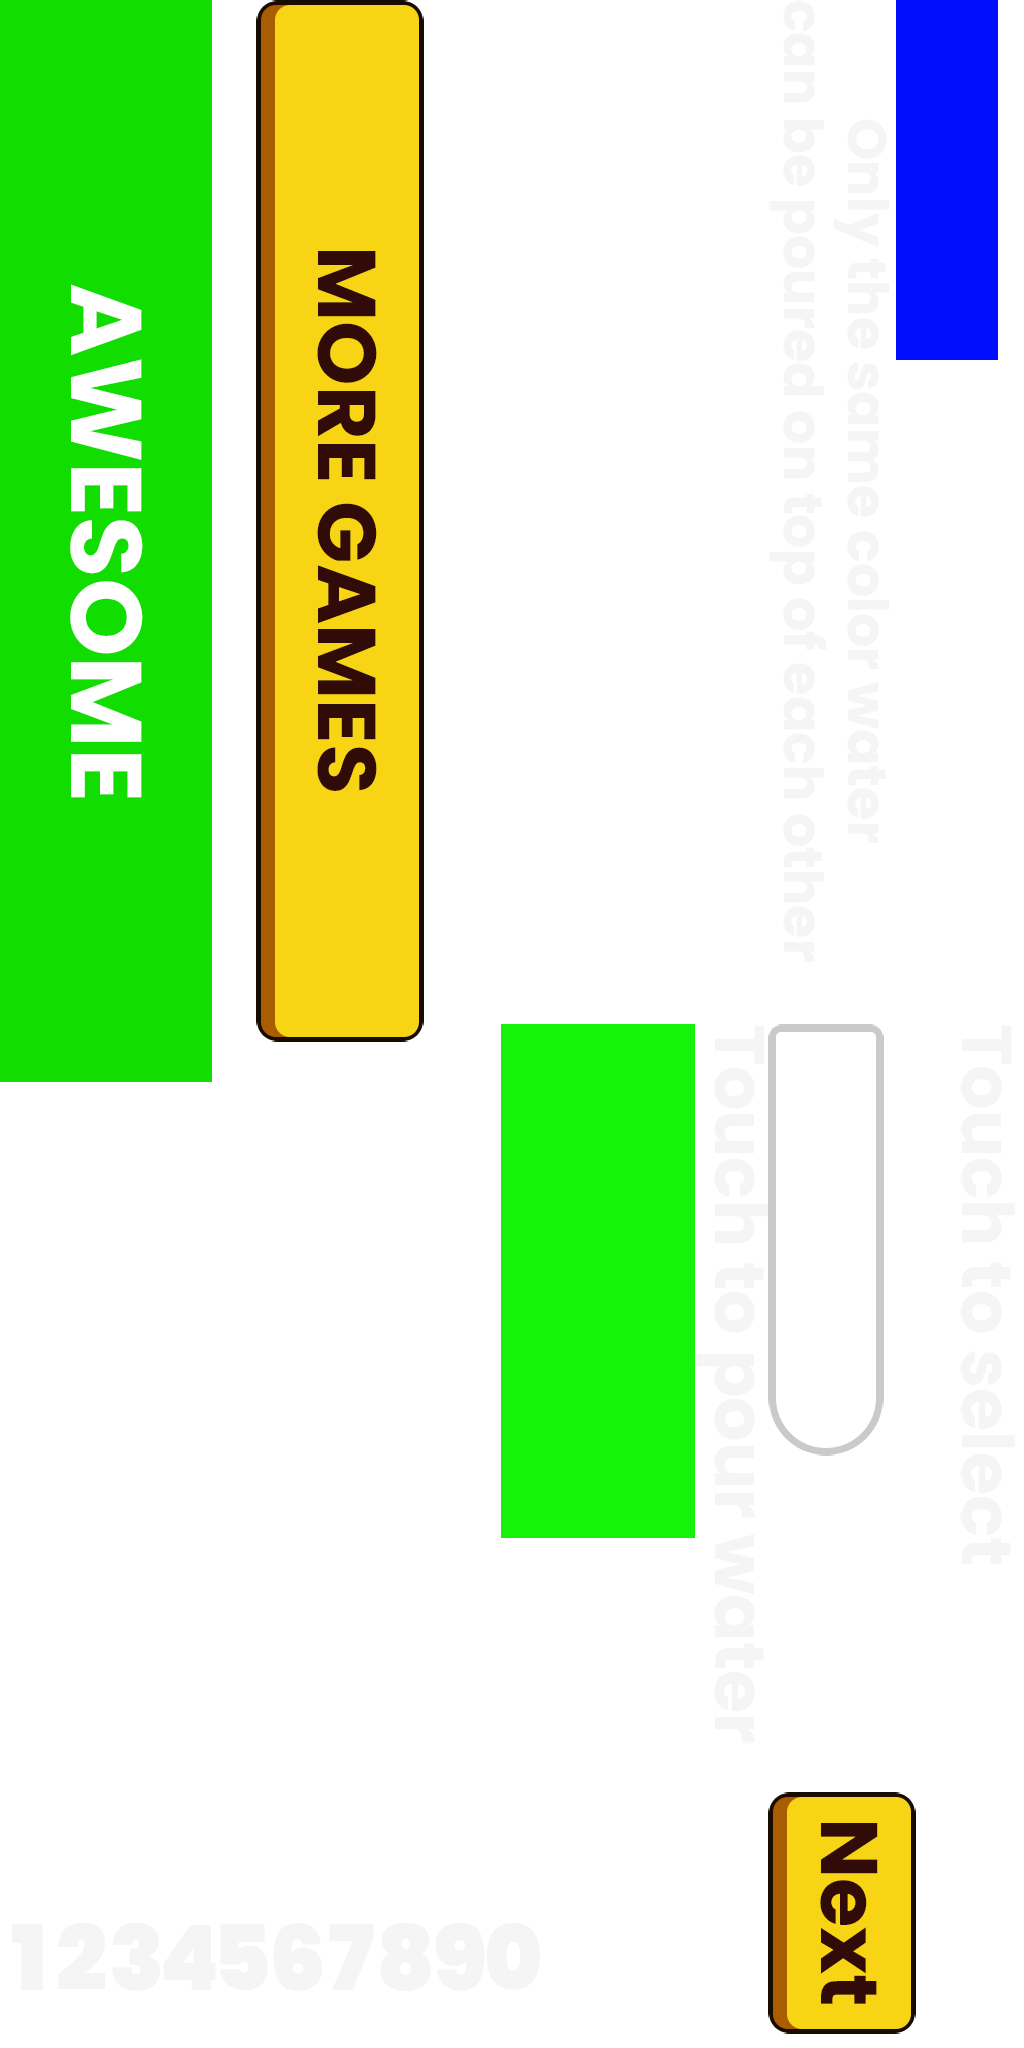 AWESOME
MORE GAMES
Only the same color water
can be poured on top of each other
Touch to pour water
Touch to select
Next
1234567890